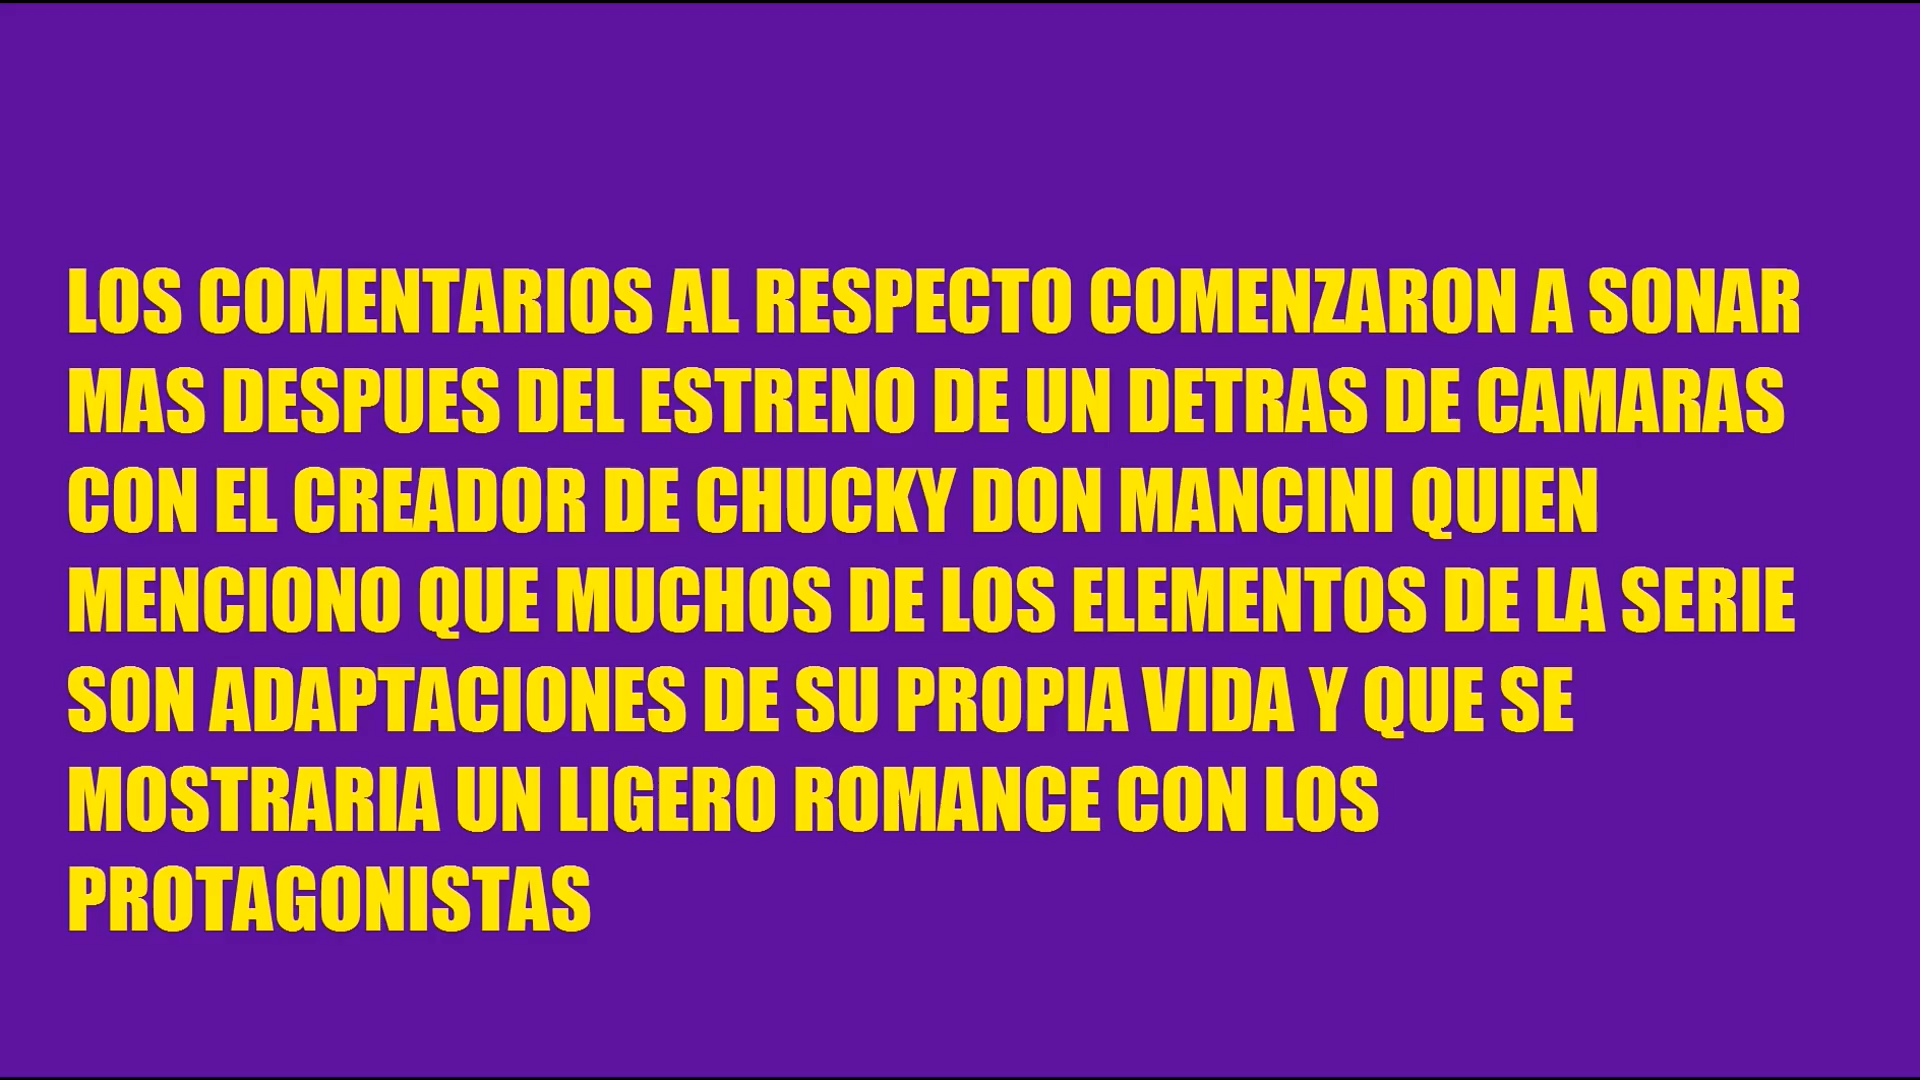 LOS COMENTARIOS AL RESPECTO COMENZARON A SONAR
MAS DESPUES DEL ESTRENO DE UN DETRAS DE CAMARAS
CON EL CREADOR DE CHUCKY DON MANCINI QUIEN
MENCIONO QUE MUCHOS DE LOS ELEMENTOS DE LA SERIE
SON ADAPTACIONES DE SU PROPIA VIDA Y QUE SE
MOSTRARIA UN LIGERO ROMANCE CON LOS
PROTAGONISTAS